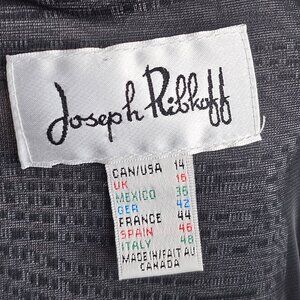 Joseph Ribkoff
CAN/USA 14
UK 16
MEXICO 36
GER 42
FRANCE 44
SPAIN 46
ITALY 48
MADE/H/FAIT AU
CANADA